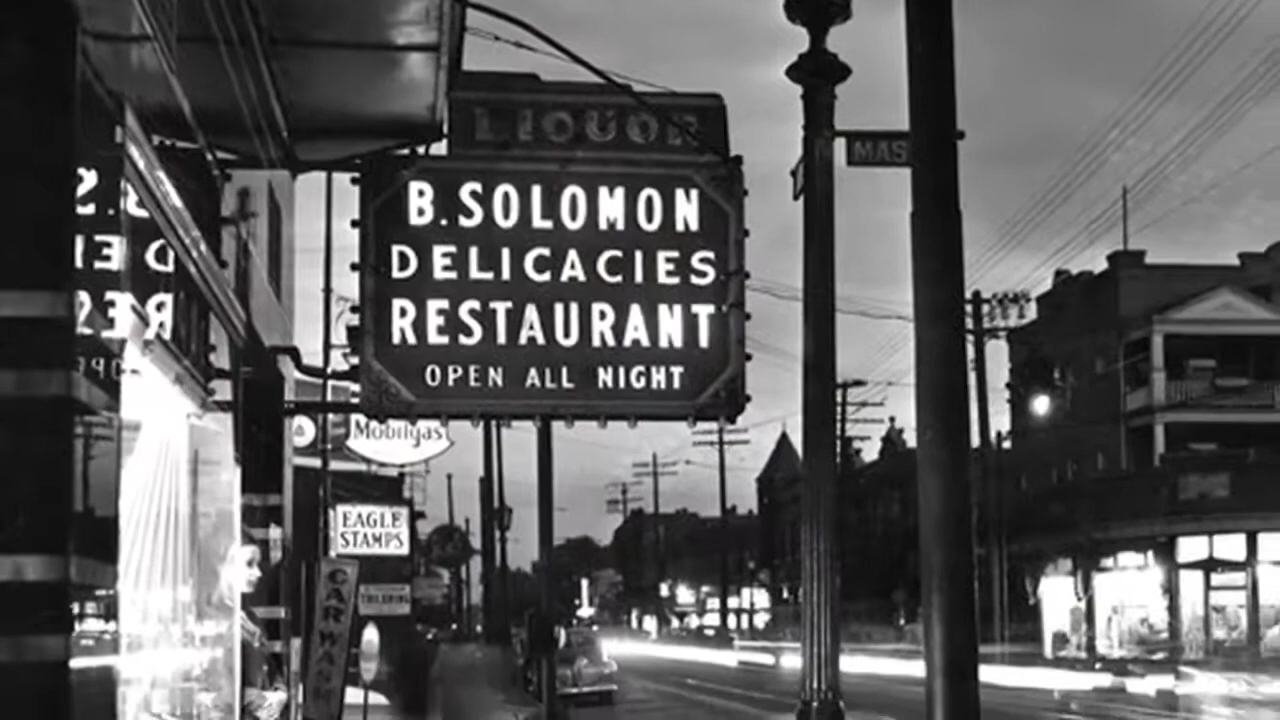 LIQUOR
B. SOLOMON
DELICACIES
RESTAURANT
OPEN ALL NIGHT
MAS
Mobilgas
EAGLE
STAMPS
CAR WASH